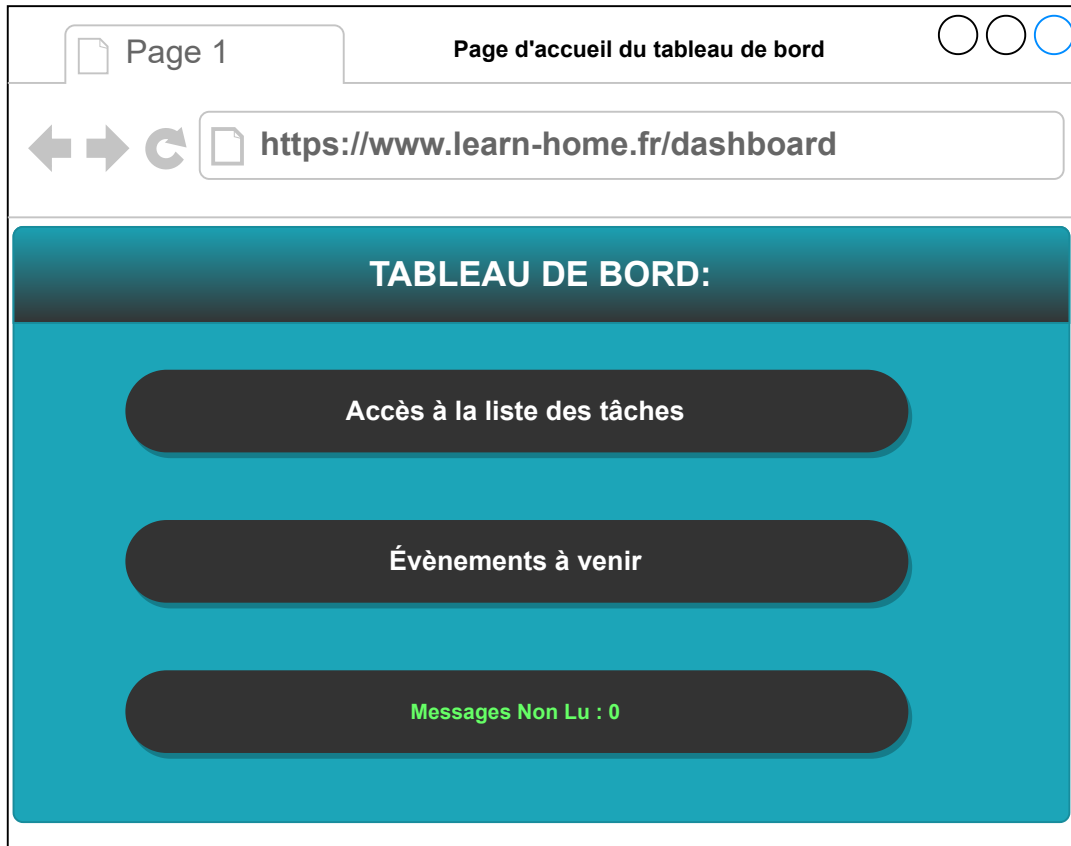 Page 1
Page d'accueil du tableau de bord
https://www.learn-home.fr/dashboard
TABLEAU DE BORD:
Accès à la liste des tâches
Évènements à venir
Messages Non Lu : 0